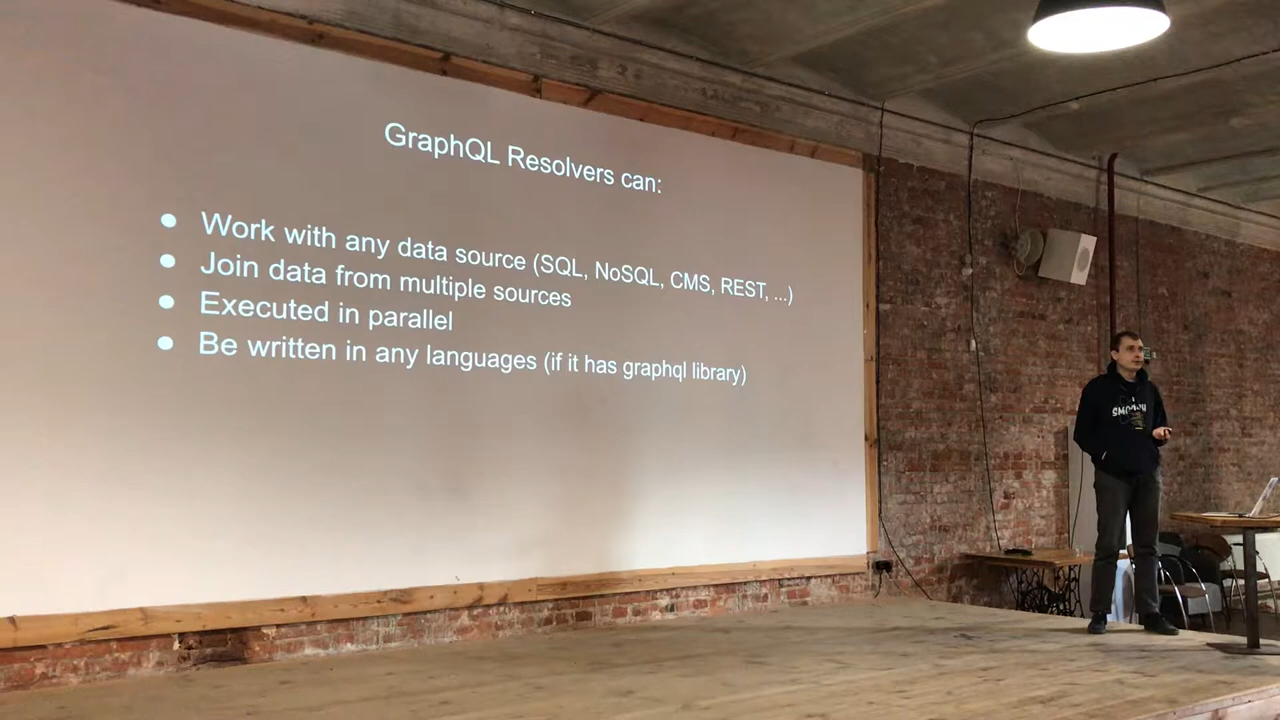 GraphQL Resolvers can:
● Work with any data source (SQL, NoSQL, CMS, REST, ...)
● Join data from multiple sources
● Executed in parallel
● Be written in any languages (if it has graphql library)